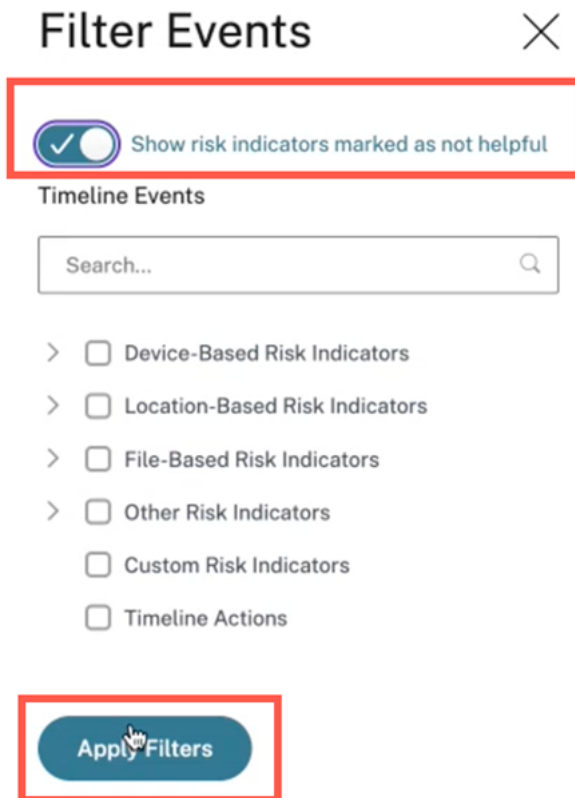 Filter Events
Show risk indicators marked as not helpful
Timeline Events
Search...
Device-Based Risk Indicators
Location-Based Risk Indicators
File-Based Risk Indicators
Other Risk Indicators
Custom Risk Indicators
Timeline Actions
Apply Filters